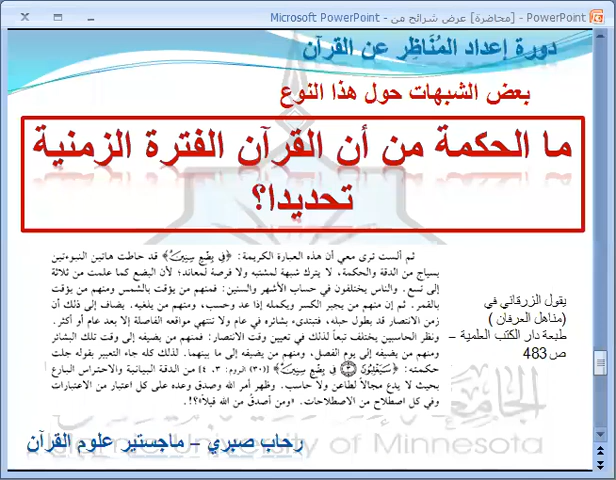 PowerPoint - [محاضرة] عرض شرائح من - Microsoft PowerPoint
دورة إعداد المُنَاظِر عن القرآن
بعض الشبهات حول هذا النوع
ما الحكمة من أن القرآن الفترة الزمنية
تحديدا؟
ثم ألست ترى معي أن هذه العبارة الكريمة: ﴿فِي بِضْعِ سِنِينَ﴾ قد حاطت هاتين النبوءتين
بسياج من الدقة والحكمة، لا يترك شبهة لمشتبه ولا فرصة لمعاند؛ لأن البضع كما علمت من ثلاثة
إلى تسع. والناس يختلفون في حساب الأشهر والسنين: فمنهم من يؤقت بالشمس ومنهم من يؤقت
بالقمر. ثم إن منهم من يجبر الكسر ويكمله إذا عد وحسب، ومنهم من يلغيه. يضاف إلى ذلك أن
زمن الانتصار قد يطول حبله، فتبتدىء بشائره في عام ولا تنتهي مواقعه الفاصلة إلا بعد عام أو أكثر.
ونظر الحاسبين يختلف تبعاً لذلك في تعيين وقت الانتصار: فمنهم من يضيفه إلى وقت تلك البشائر
ومنهم من يضيفه إلى يوم الفصل، ومنهم من يضيفه إلى ما بينهما. لذلك كله جاء التعبير بقوله جلت
حكمته: ﴿سَيَغْلِبُونَ ۝ فِي بِضْعِ سِنِينَ﴾ [(٣٠) الروم: ٣، ٤] من الدقة البيانية والاحتراس البارع
بحيث لا يدع مجالاً لطاعن ولا حاسب. وظهر أمر الله وصدق وعده على كل اعتبار من الاعتبارات
وفي كل اصطلاح من الاصطلاحات. «ومن أصدق من الله قيلاً»؟!.
يقول الزرقاني في
(مناهل العرفان )
طبعة دار الكتب العلمية –
ص483
الجامعة
University of Minnesota
رحاب صبري – ماجستير علوم القرآن